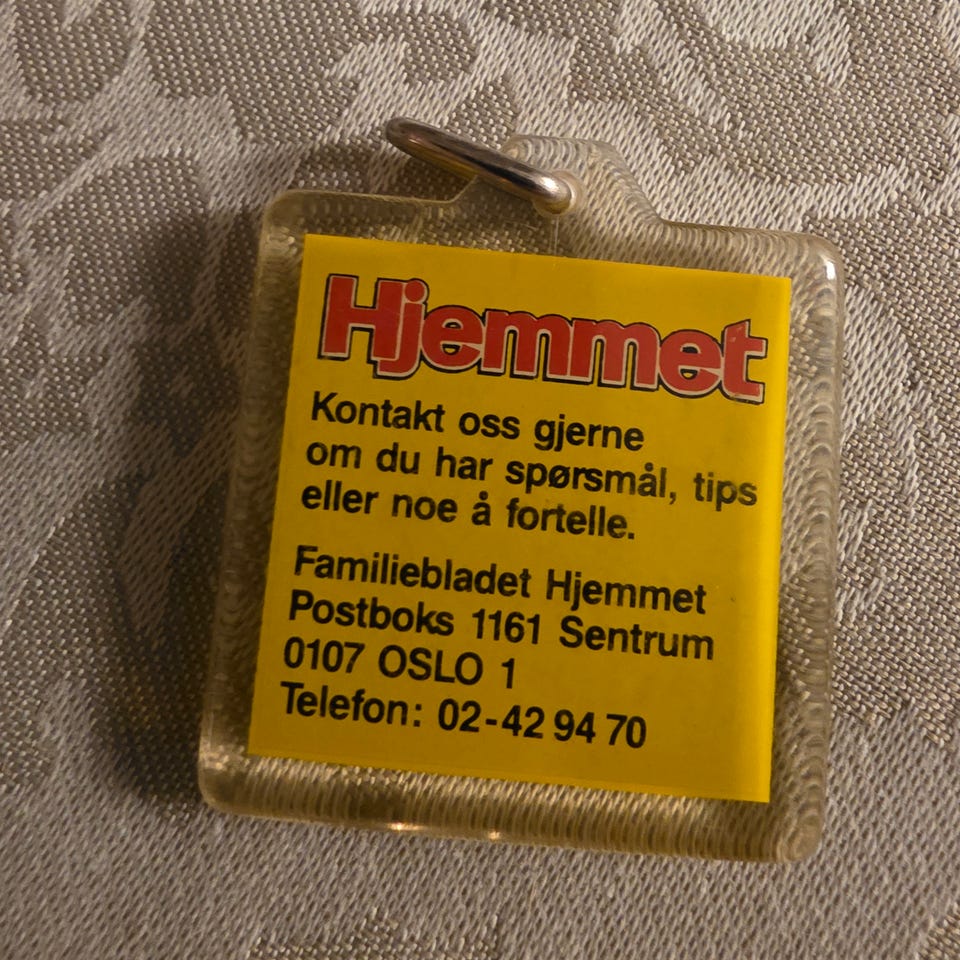 Hjemmet
Kontakt oss gjerne
om du har spørsmål, tips
eller noe å fortelle.
Familiebladet Hjemmet
Postboks 1161 Sentrum
0107 OSLO 1
Telefon: 02-42 94 70